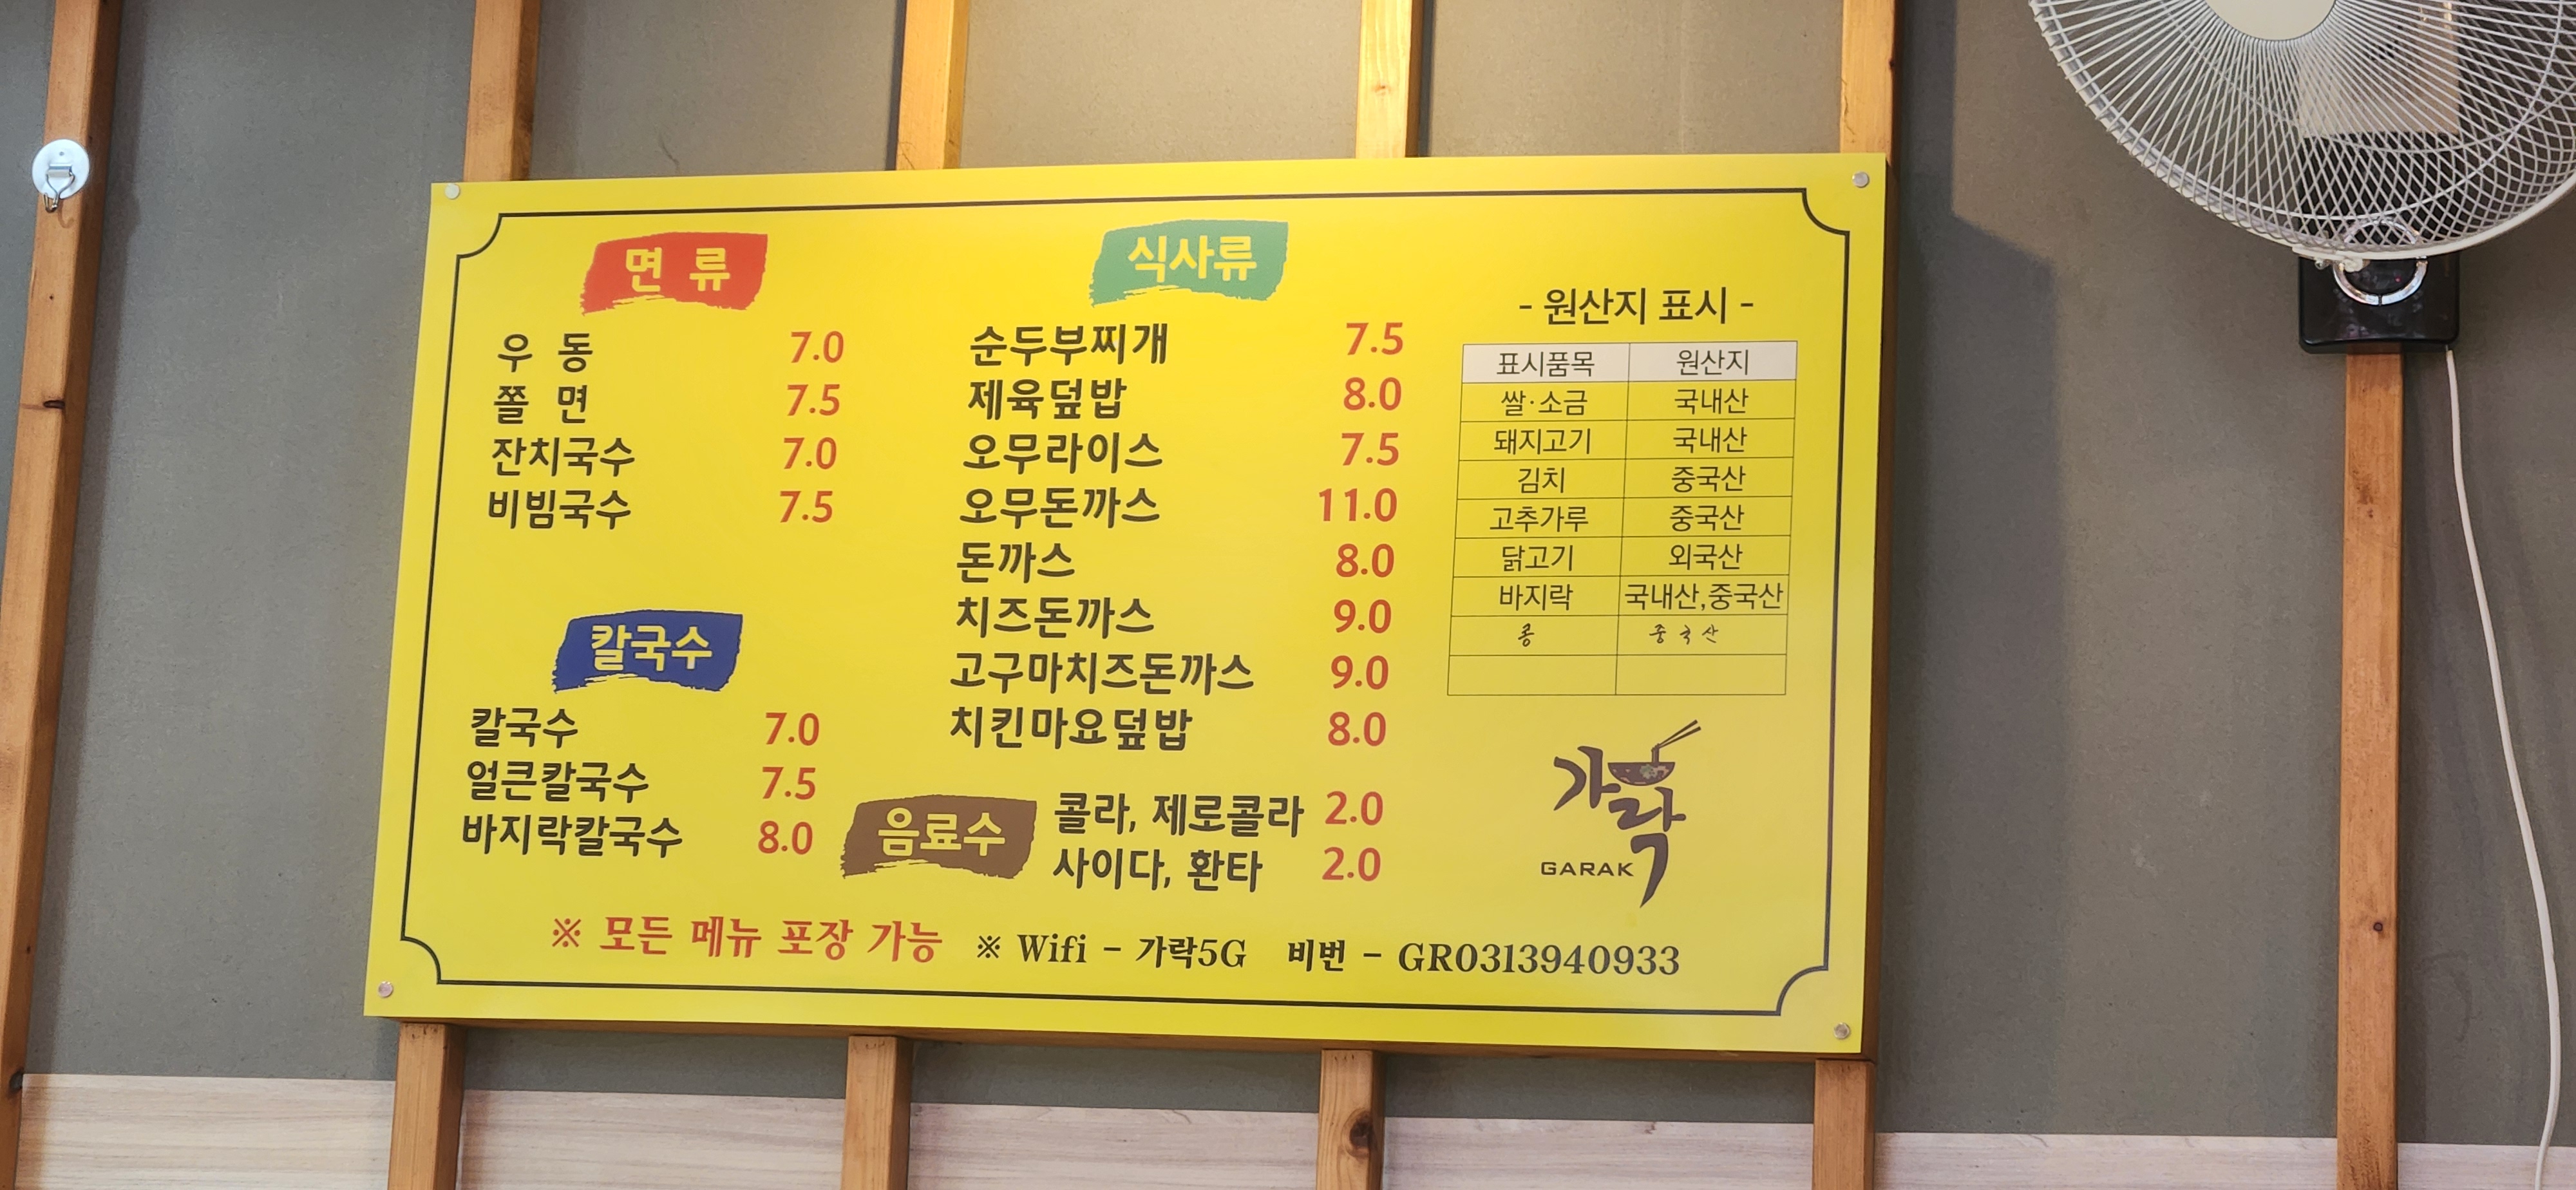 면 류
우 동 7.0
쫄 면 7.5
잔치국수 7.0
비빔국수 7.5
칼국수
칼국수 7.0
얼큰칼국수 7.5
바지락칼국수 8.0
식사류
순두부찌개 7.5
제육덮밥 8.0
오무라이스 7.5
오무돈까스 11.0
돈까스 8.0
치즈돈까스 9.0
고구마치즈돈까스 9.0
치킨마요덮밥 8.0
음료수
콜라, 제로콜라 2.0
사이다, 환타 2.0
- 원산지 표시 -
표시품목 원산지
쌀·소금 국내산
돼지고기 국내산
김치 중국산
고추가루 중국산
닭고기 외국산
바지락 국내산,중국산
콩 중국산
가락
GARAK
※ 모든 메뉴 포장 가능 ※ Wifi - 가락5G 비번 - GR0313940933